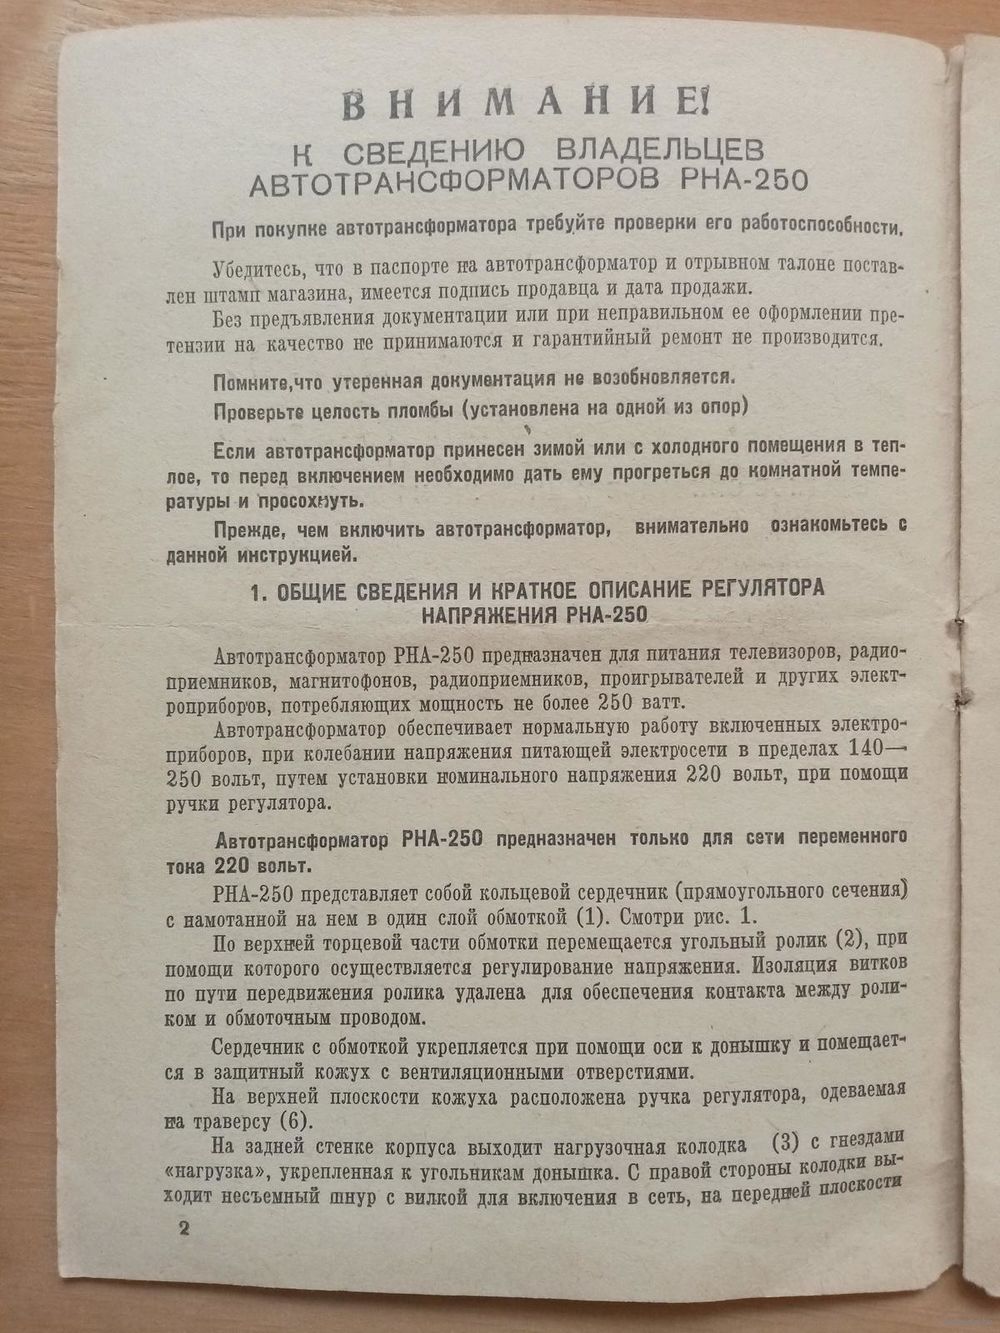 ВНИМАНИЕ!
К СВЕДЕНИЮ ВЛАДЕЛЬЦЕВ
АВТОТРАНСФОРМАТОРОВ РНА-250
При покупке автотрансформатора требуйте проверки его работоспособности.
Убедитесь, что в паспорте на автотрансформатор и отрывном талоне постав-
лен штамп магазина, имеется подпись продавца и дата продажи.
Без предъявления документации или при неправильном ее оформлении пре-
тензии на качество не принимаются и гарантийный ремонт не производится.
Помните,что утеренная документация не возобновляется.
Проверьте целость пломбы (установлена на одной из опор)
Если автотрансформатор принесен зимой или с холодного помещения в теп-
лое, то перед включением необходимо дать ему прогреться до комнатной темпе-
ратуры и просохнуть.
Прежде, чем включить автотрансформатор, внимательно ознакомьтесь с
данной инструкцией.
1. ОБЩИЕ СВЕДЕНИЯ И КРАТКОЕ ОПИСАНИЕ РЕГУЛЯТОРА
НАПРЯЖЕНИЯ РНА-250
Автотрансформатор РНА-250 предназначен для питания телевизоров, радио-
приемников, магнитофонов, радиоприемников, проигрывателей и других элект-
роприборов, потребляющих мощность не более 250 ватт.
Автотрансформатор обеспечивает нормальную работу включенных электро-
приборов, при колебании напряжения питающей электросети в пределах 140—
250 вольт, путем установки номинального напряжения 220 вольт, при помощи
ручки регулятора.
Автотрансформатор РНА-250 предназначен только для сети переменного
тока 220 вольт.
РНА-250 представляет собой кольцевой сердечник (прямоугольного сечения)
с намотанной на нем в один слой обмоткой (1). Смотри рис. 1.
По верхней торцевой части обмотки перемещается угольный ролик (2), при
помощи которого осуществляется регулирование напряжения. Изоляция витков
по пути передвижения ролика удалена для обеспечения контакта между роли-
ком и обмоточным проводом.
Сердечник с обмоткой укрепляется при помощи оси к донышку и помещает-
ся в защитный кожух с вентиляционными отверстиями.
На верхней плоскости кожуха расположена ручка регулятора, одеваемая
на траверсу (6).
На задней стенке корпуса выходит нагрузочная колодка (3) с гнездами
«нагрузка», укрепленная к угольникам донышка. С правой стороны колодки вы-
ходит несъемный шнур с вилкой для включения в сеть, на передней плоскости
2